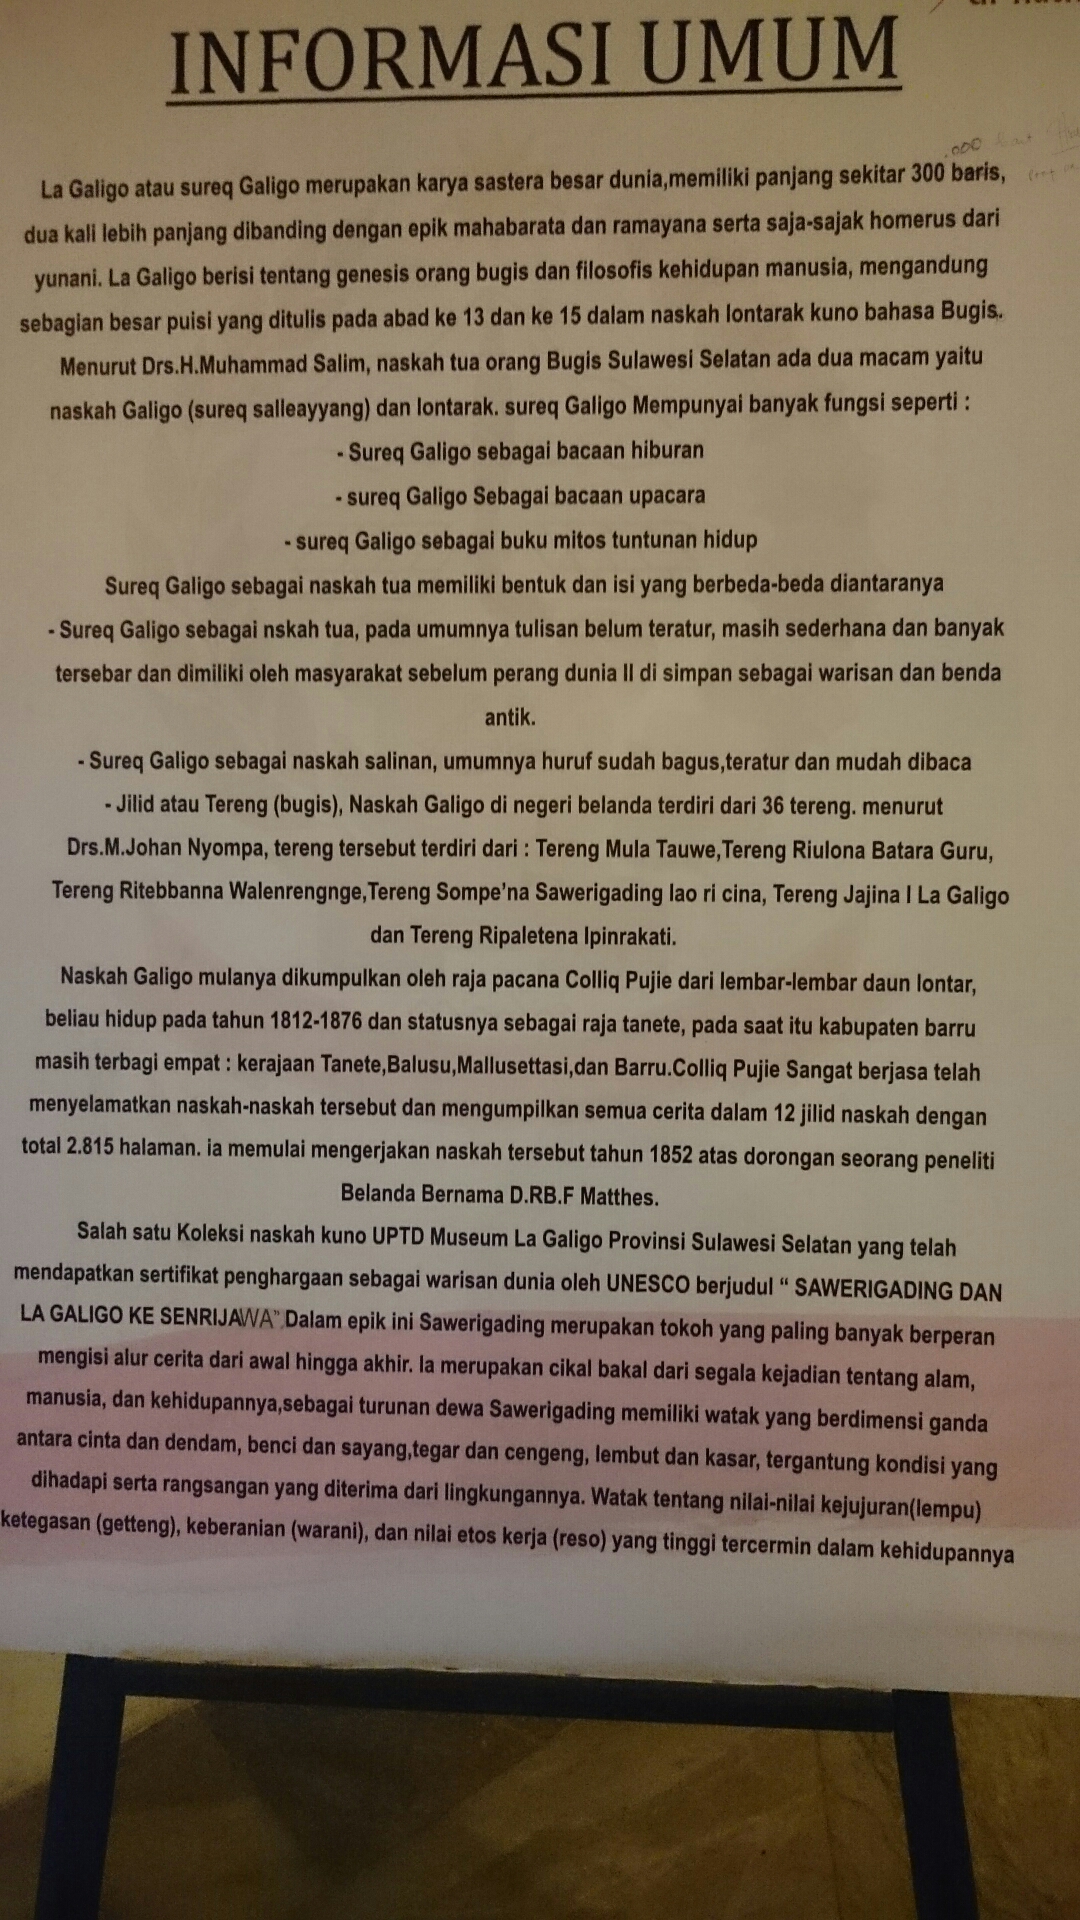 INFORMASI UMUM
.000
La Galigo atau sureq Galigo merupakan karya sastera besar dunia,memiliki panjang sekitar 300 baris,
dua kali lebih panjang dibanding dengan epik mahabarata dan ramayana serta saja-sajak homerus dari
yunani. La Galigo berisi tentang genesis orang bugis dan filosofis kehidupan manusia, mengandung
sebagian besar puisi yang ditulis pada abad ke 13 dan ke 15 dalam naskah lontarak kuno bahasa Bugis.
Menurut Drs.H.Muhammad Salim, naskah tua orang Bugis Sulawesi Selatan ada dua macam yaitu
naskah Galigo (sureq salleayyang) dan lontarak. sureq Galigo Mempunyai banyak fungsi seperti :
- Sureq Galigo sebagai bacaan hiburan
- sureq Galigo Sebagai bacaan upacara
- sureq Galigo sebagai buku mitos tuntunan hidup
Sureq Galigo sebagai naskah tua memiliki bentuk dan isi yang berbeda-beda diantaranya
- Sureq Galigo sebagai nskah tua, pada umumnya tulisan belum teratur, masih sederhana dan banyak
tersebar dan dimiliki oleh masyarakat sebelum perang dunia II di simpan sebagai warisan dan benda
antik.
- Sureq Galigo sebagai naskah salinan, umumnya huruf sudah bagus,teratur dan mudah dibaca
- Jilid atau Tereng (bugis), Naskah Galigo di negeri belanda terdiri dari 36 tereng. menurut
Drs.M.Johan Nyompa, tereng tersebut terdiri dari : Tereng Mula Tauwe,Tereng Riulona Batara Guru,
Tereng Ritebbanna Walenrengnge,Tereng Sompe'na Sawerigading lao ri cina, Tereng Jajina I La Galigo
dan Tereng Ripaletena Ipinrakati.
Naskah Galigo mulanya dikumpulkan oleh raja pacana Colliq Pujie dari lembar-lembar daun lontar,
beliau hidup pada tahun 1812-1876 dan statusnya sebagai raja tanete, pada saat itu kabupaten barru
masih terbagi empat : kerajaan Tanete,Balusu,Mallusettasi,dan Barru.Colliq Pujie Sangat berjasa telah
menyelamatkan naskah-naskah tersebut dan mengumpilkan semua cerita dalam 12 jilid naskah dengan
total 2.815 halaman. ia memulai mengerjakan naskah tersebut tahun 1852 atas dorongan seorang peneliti
Belanda Bernama D.RB.F Matthes.
Salah satu Koleksi naskah kuno UPTD Museum La Galigo Provinsi Sulawesi Selatan yang telah
mendapatkan sertifikat penghargaan sebagai warisan dunia oleh UNESCO berjudul “ SAWERIGADING DAN
LA GALIGO KE SENRIJAWA” Dalam epik ini Sawerigading merupakan tokoh yang paling banyak berperan
mengisi alur cerita dari awal hingga akhir. Ia merupakan cikal bakal dari segala kejadian tentang alam,
manusia, dan kehidupannya,sebagai turunan dewa Sawerigading memiliki watak yang berdimensi ganda
antara cinta dan dendam, benci dan sayang,tegar dan cengeng, lembut dan kasar, tergantung kondisi yang
dihadapi serta rangsangan yang diterima dari lingkungannya. Watak tentang nilai-nilai kejujuran(lempu)
ketegasan (getteng), keberanian (warani), dan nilai etos kerja (reso) yang tinggi tercermin dalam kehidupannya